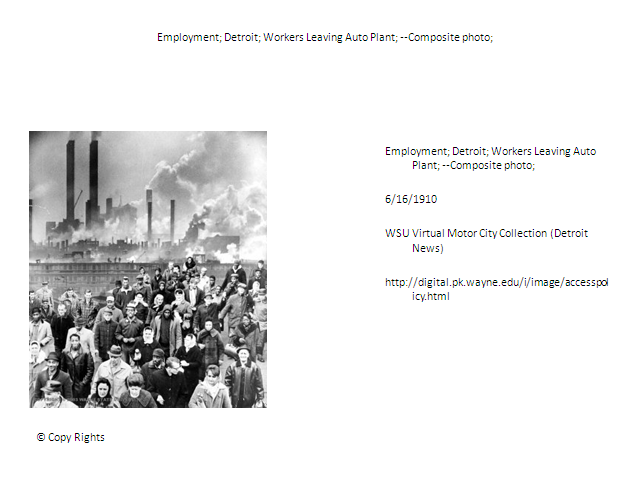 Employment; Detroit; Workers Leaving Auto Plant; --Composite photo;
Employment; Detroit; Workers Leaving Auto
Plant; --Composite photo;
6/16/1910
WSU Virtual Motor City Collection (Detroit
News)
http://digital.pk.wayne.edu/i/image/accesspol
icy.html
© Copy Rights